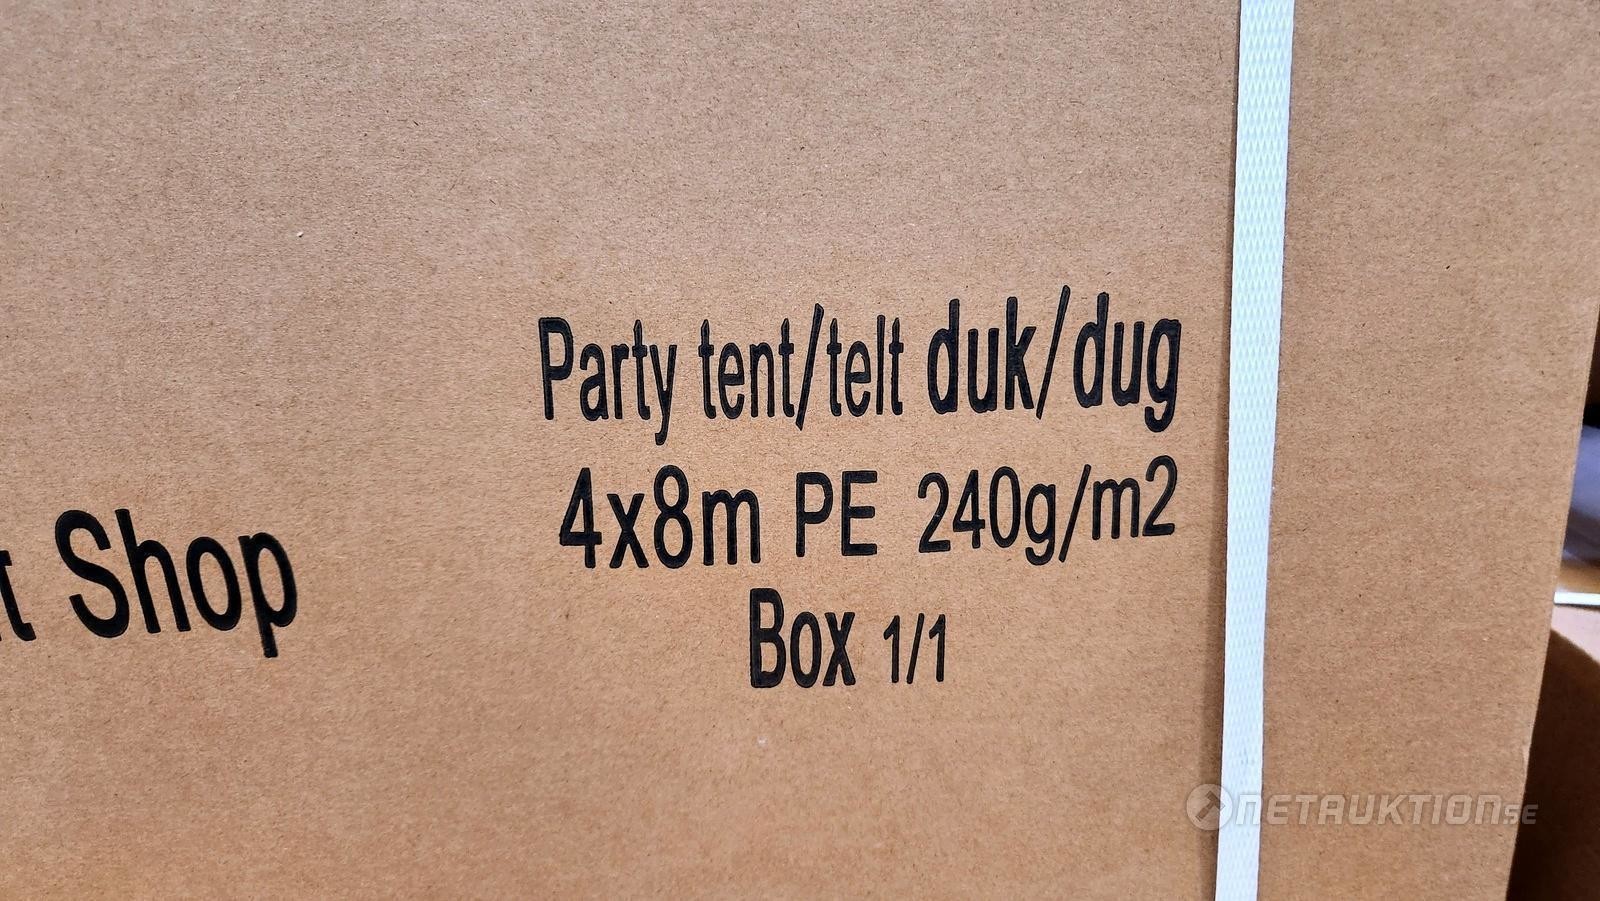 Party tent/telt duk/dug
4x8m PE 240g/m2
Box 1/1
Shop
NETAUKTION.SE